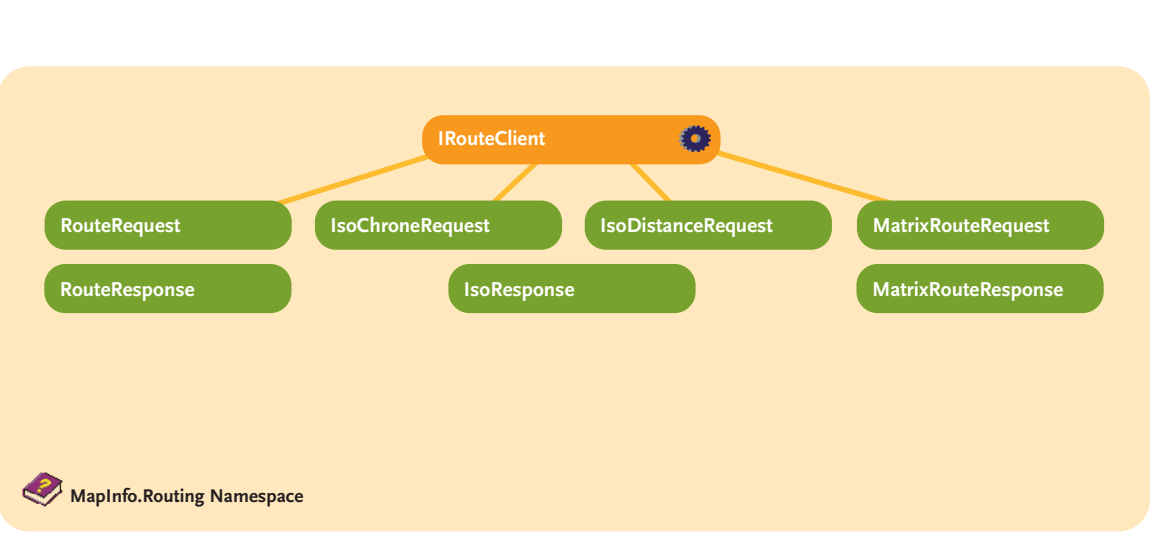 IRouteClient
RouteRequest
IsoChroneRequest
IsoDistanceRequest
MatrixRouteRequest
RouteResponse
IsoResponse
MatrixRouteResponse
?
MapInfo.Routing Namespace